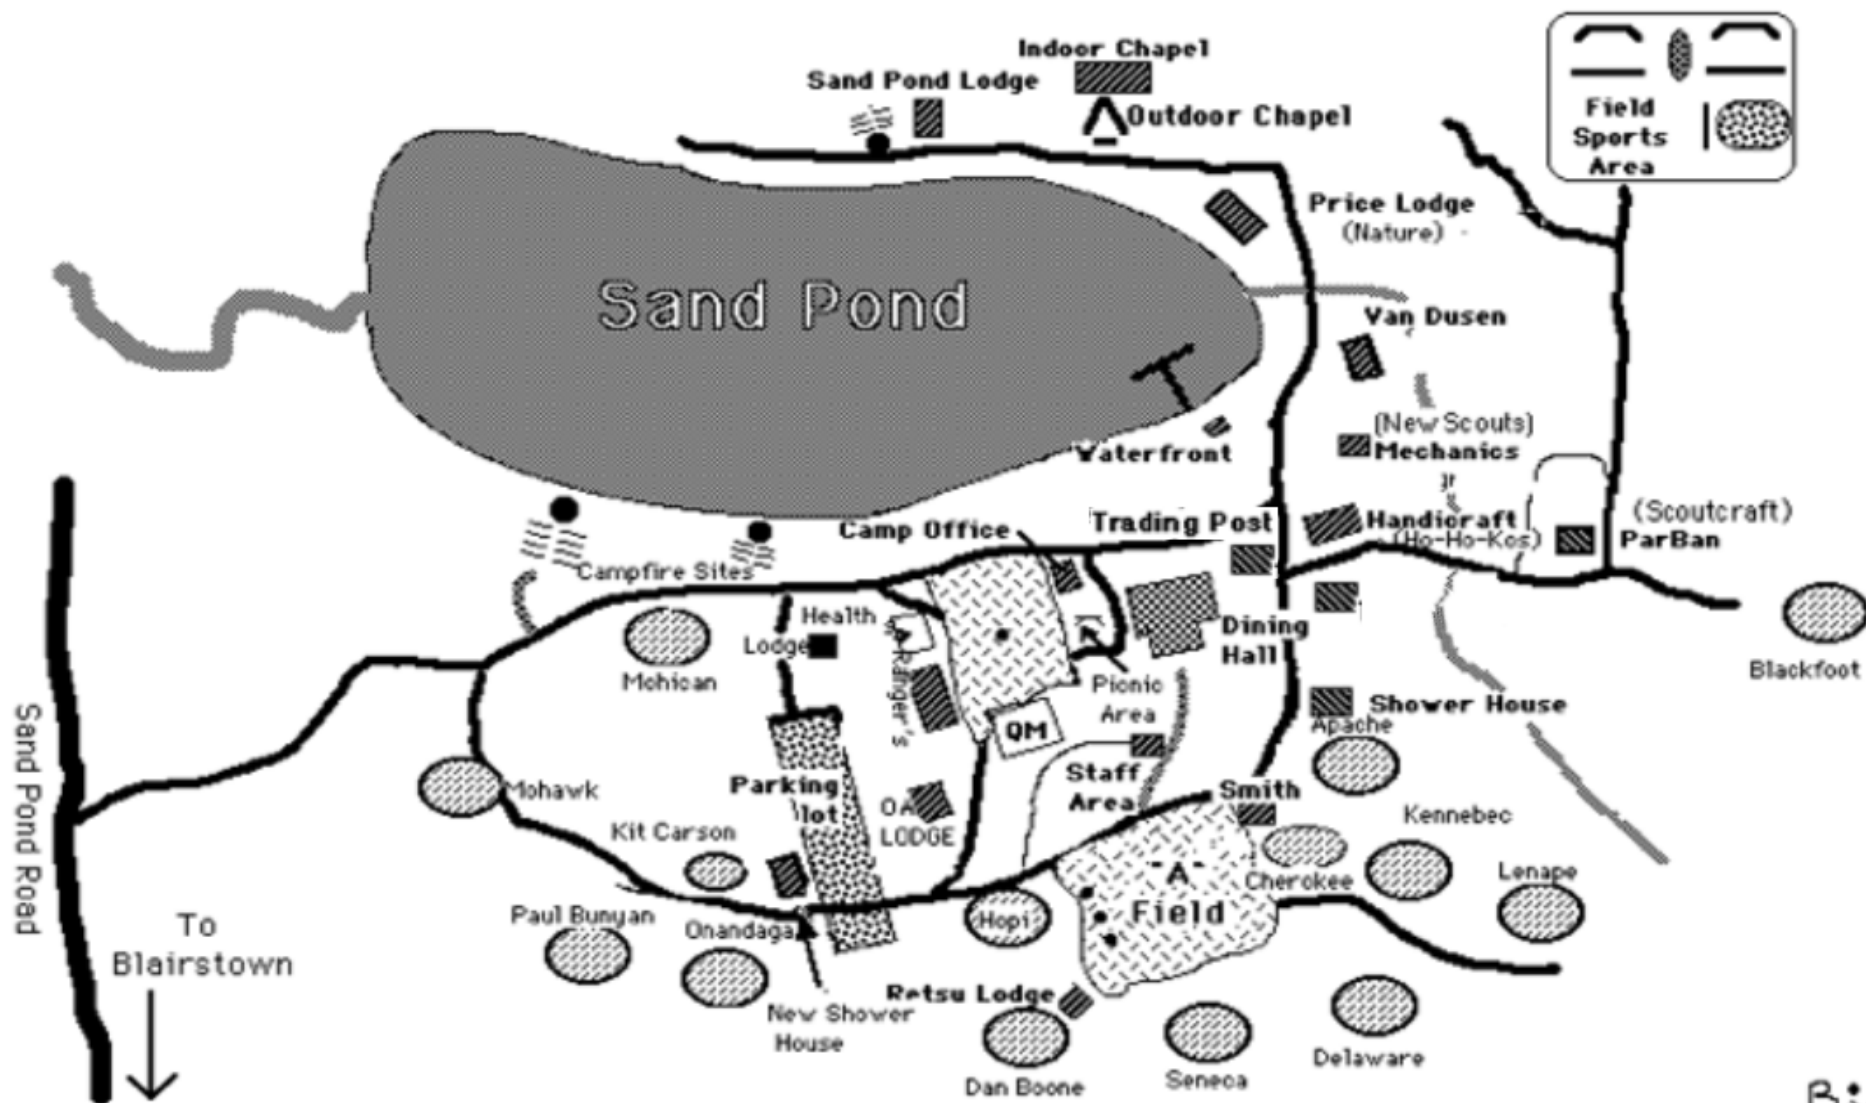 Indoor Chapel
Sand Pond Lodge
Outdoor Chapel
Field
Sports
Area
Price Lodge
(Nature)
Sand Pond
Van Dusen
(New Scouts)
Mechanics
Waterfront
Trading Post
Handicraft
(Ho-Ho-Kos)
(Scoutcraft)
ParBan
Camp Office
Campfire Sites
Health
Lodge
Ranger's
Dining
Hall
Picnic
Area
Mohican
Blackfoot
QM
Shower House
Apache
Staff
Area
Smith
Parking
lot
Mohawk
OA
LODGE
Kit Carson
Kennebec
Cherokee
Lenape
"A"
Field
Hopi
Paul Bunyan
Onandaga
Sand Pond Road
To
Blairstown
Retsu Lodge
New Shower
House
Dan Boone
Seneca
Delaware